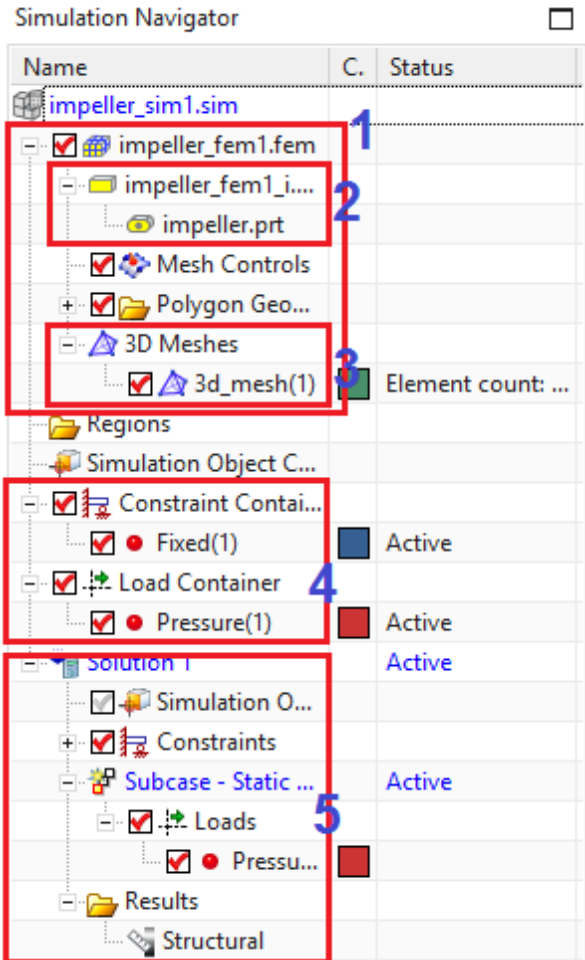 Simulation Navigator
Name C. Status
impeller_sim1.sim
1
impeller_fem1.fem
impeller_fem1_i....
2
impeller.prt
Mesh Controls
Polygon Geo...
3D Meshes
3
3d_mesh(1) Element count: ...
Regions
Simulation Object C...
Constraint Contai...
Fixed(1) Active
Load Container
4
Pressure(1) Active
Solution 1 Active
Simulation O...
Constraints
Subcase - Static ... Active
Loads
5
Pressu...
Results
Structural